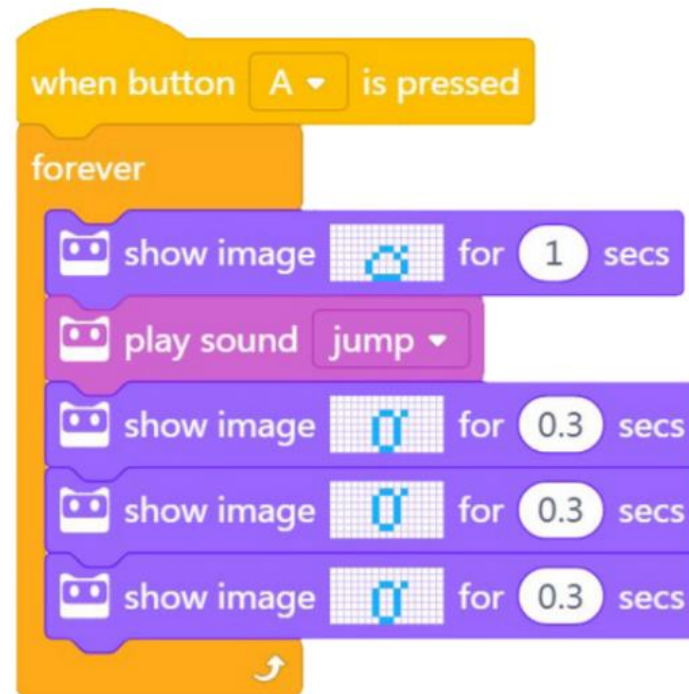 when button A is pressed
forever
show image for 1 secs
play sound jump
show image for 0.3 secs
show image for 0.3 secs
show image for 0.3 secs